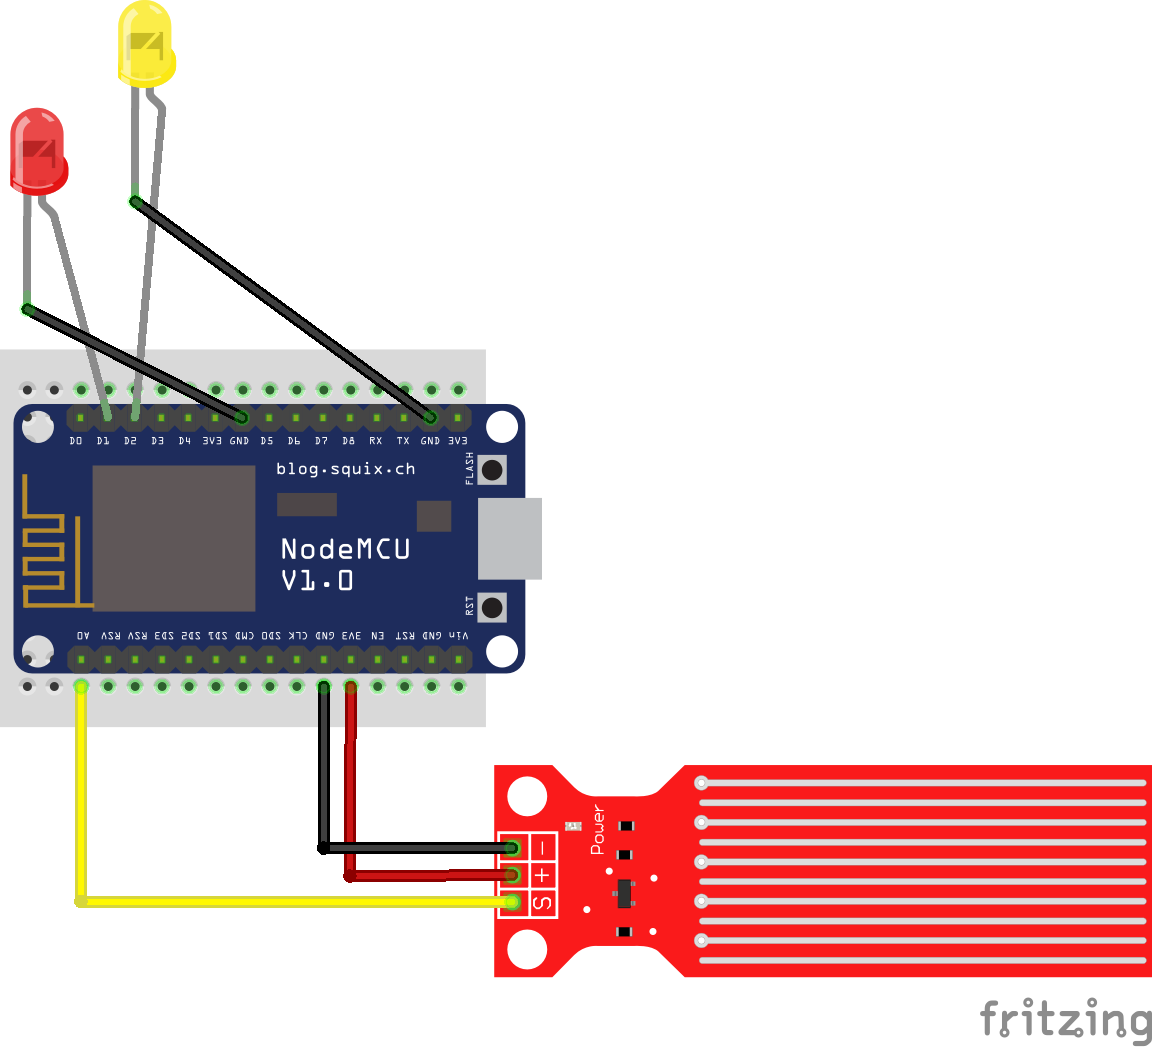 D0 D1 D2 D3 D4 3V3 GND D5 D6 D7 D8 RX TX GND 3V3
blog.squix.ch
FLASH
NodeMCU
V1.0
RST
A0 RSV RSV SD3 SD2 SD1 CMD SD0 CLK GND 3V3 EN RST GND Vin
Power
-
+
S
fritzing